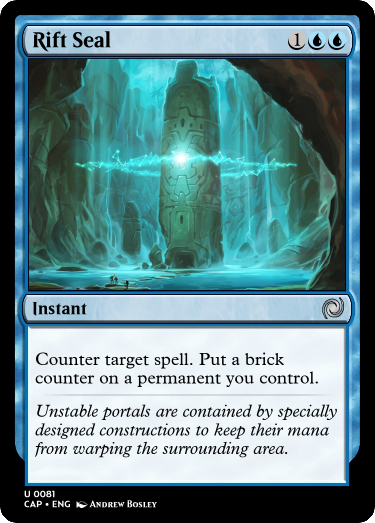 Rift Seal 1
Instant
Counter target spell. Put a brick
counter on a permanent you control.
Unstable portals are contained by specially
designed constructions to keep their mana
from warping the surrounding area.
U 0081
CAP • ENG Andrew Bosley